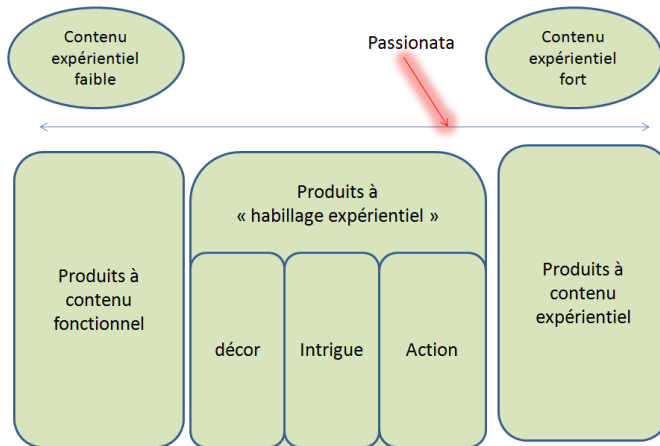 Contenu
expérientiel
faible
Passionata
Contenu
expérientiel
fort
Produits à
contenu
fonctionnel
Produits à
« habillage expérientiel »
décor
Intrigue
Action
Produits à
contenu
expérientiel